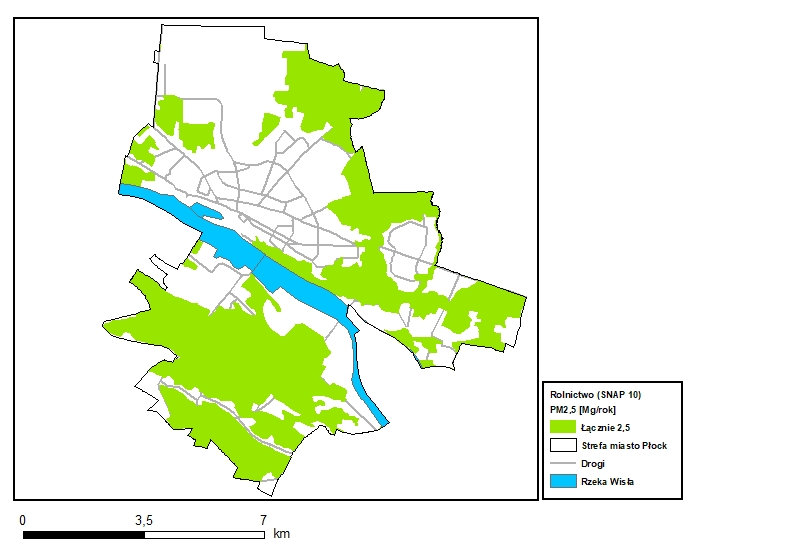 Rolnictwo (SNAP 10)
PM2,5 [Mg/rok]
Łącznie 2,5
Strefa miasto Płock
Drogi
Rzeka Wisła
0 3,5 7
km